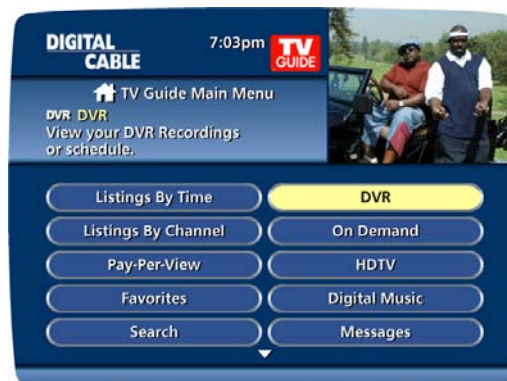 DIGITAL
CABLE
7:03pm
TV
GUIDE
TV Guide Main Menu
DVR DVR
View your DVR Recordings
or schedule.
Listings By Time
DVR
Listings By Channel
On Demand
Pay-Per-View
HDTV
Favorites
Digital Music
Search
Messages